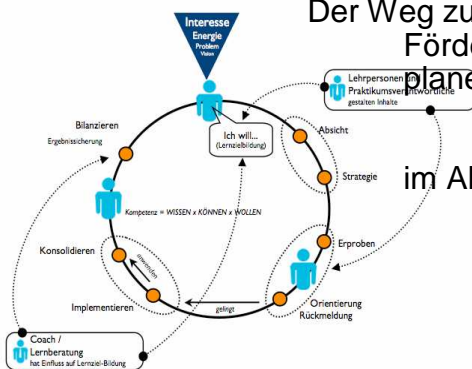 Der Weg zu
Förde
plane
im Al
Interesse
Energie
Problem
Vision
Lehrpersonen und
Praktikumsverantwortliche
gestalten Inhalte
Ich will...
(Lernzielbildung)
Absicht
Strategie
Erproben
Orientierung
Rückmeldung
gelingt
Implementieren
anwenden
Konsolidieren
Kompetenz = WISSEN x KÖNNEN x WOLLEN
Bilanzieren
Ergebnissicherung
Coach /
Lernberatung
hat Einfluss auf Lernziel-Bildung